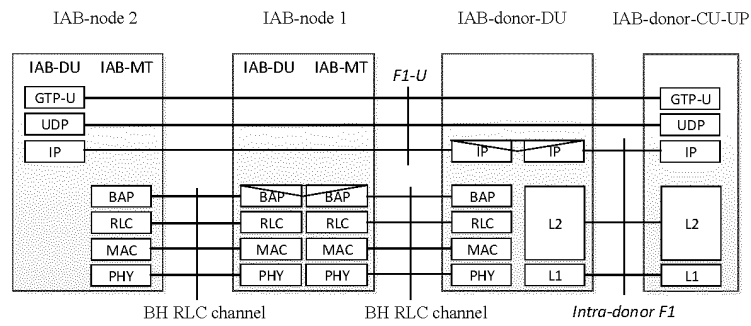 IAB-node 2 IAB-node 1 IAB-donor-DU IAB-donor-CU-UP
IAB-DU IAB-MT IAB-DU IAB-MT F1-U
GTP-U GTP-U
UDP UDP
IP IP IP IP
BAP BAP BAP BAP
RLC RLC RLC RLC L2 L2
MAC MAC MAC MAC
PHY PHY PHY PHY L1 L1
BH RLC channel BH RLC channel Intra-donor F1